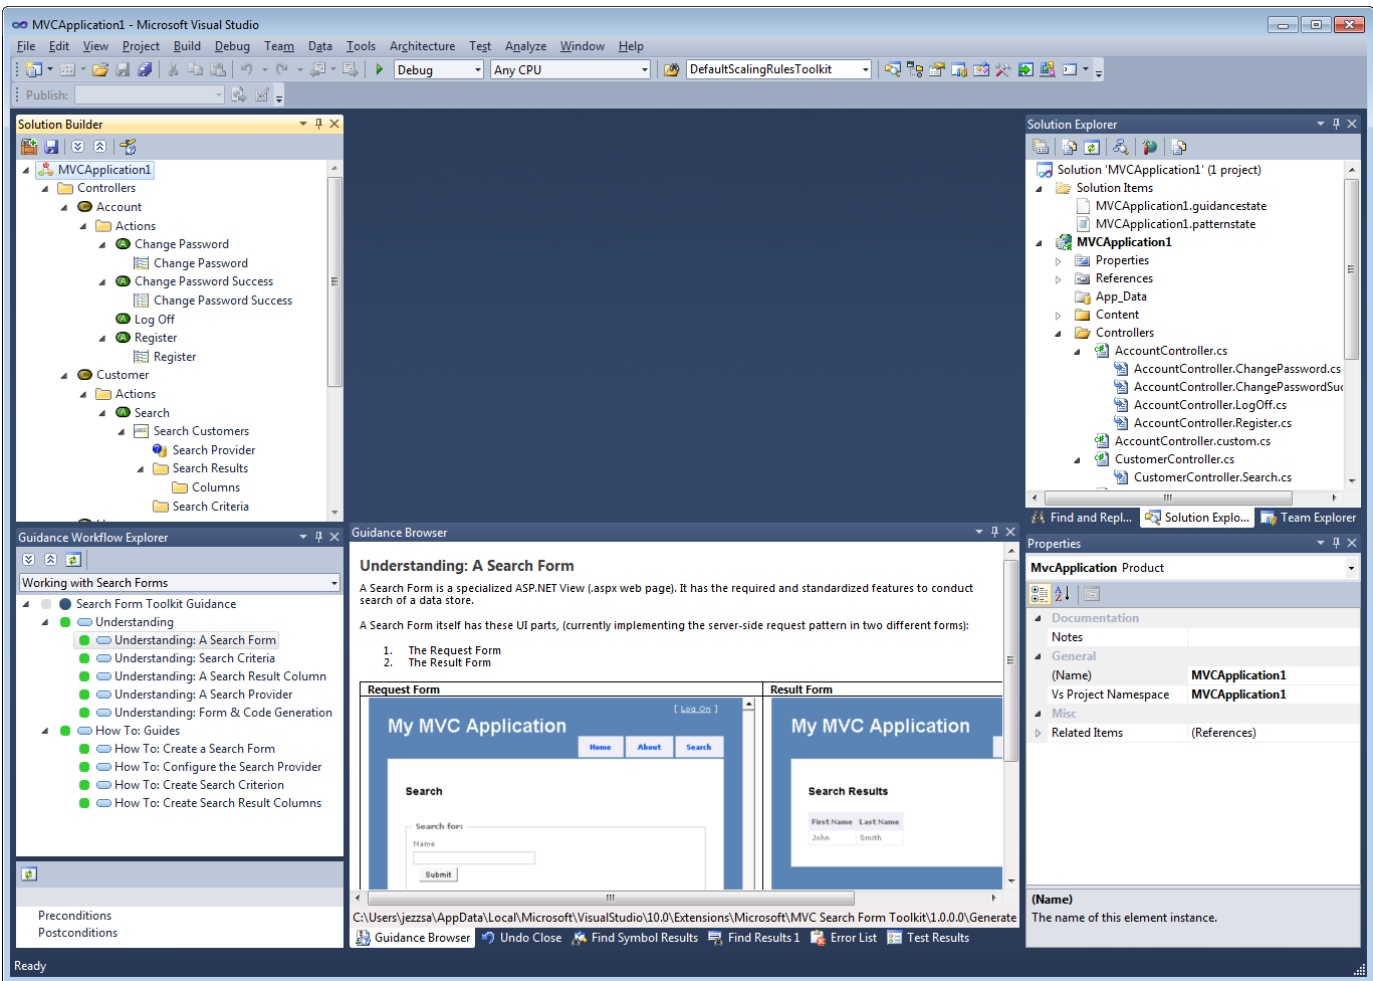 MVCApplication1 - Microsoft Visual Studio
File Edit View Project Build Debug Team Data Tools Architecture Test Analyze Window Help
Debug Any CPU DefaultScalingRulesToolkit
Publish:
Solution Builder
MVCApplication1
Controllers
Account
Actions
Change Password
Change Password
Change Password Success
Change Password Success
Log Off
Register
Register
Customer
Actions
Search
Search Customers
Search Provider
Search Results
Columns
Search Criteria
Guidance Workflow Explorer
Working with Search Forms
Search Form Toolkit Guidance
Understanding
Understanding: A Search Form
Understanding: Search Criteria
Understanding: A Search Result Column
Understanding: A Search Provider
Understanding: Form & Code Generation
How To: Guides
How To: Create a Search Form
How To: Configure the Search Provider
How To: Create Search Criterion
How To: Create Search Result Columns
Preconditions
Postconditions
Guidance Browser
Understanding: A Search Form
A Search Form is a specialized ASP.NET View (.aspx web page). It has the required and standardized features to conduct
search of a data store.
A Search Form itself has these UI parts, (currently implementing the server-side request pattern in two different forms):
1. The Request Form
2. The Result Form
Request Form
[ Log On ]
My MVC Application
Home About Search
Search
Search for:
Name
Submit
Result Form
My MVC Application
Search Results
First Name Last Name
John Smith
C:\Users\jezzsa\AppData\Local\Microsoft\VisualStudio\10.0\Extensions\Microsoft\MVC Search Form Toolkit\1.0.0.0\Generate
Guidance Browser Undo Close Find Symbol Results Find Results 1 Error List Test Results
Solution Explorer
Solution 'MVCApplication1' (1 project)
Solution Items
MVCApplication1.guidancestate
MVCApplication1.patternstate
MVCApplication1
Properties
References
App_Data
Content
Controllers
AccountController.cs
AccountController.ChangePassword.cs
AccountController.ChangePasswordSuc
AccountController.LogOff.cs
AccountController.Register.cs
AccountController.custom.cs
CustomerController.cs
CustomerController.Search.cs
Find and Repl... Solution Explo... Team Explorer
Properties
MvcApplication Product
Documentation
Notes
General
(Name) MVCApplication1
Vs Project Namespace MVCApplication1
Misc
Related Items (References)
(Name)
The name of this element instance.
Ready